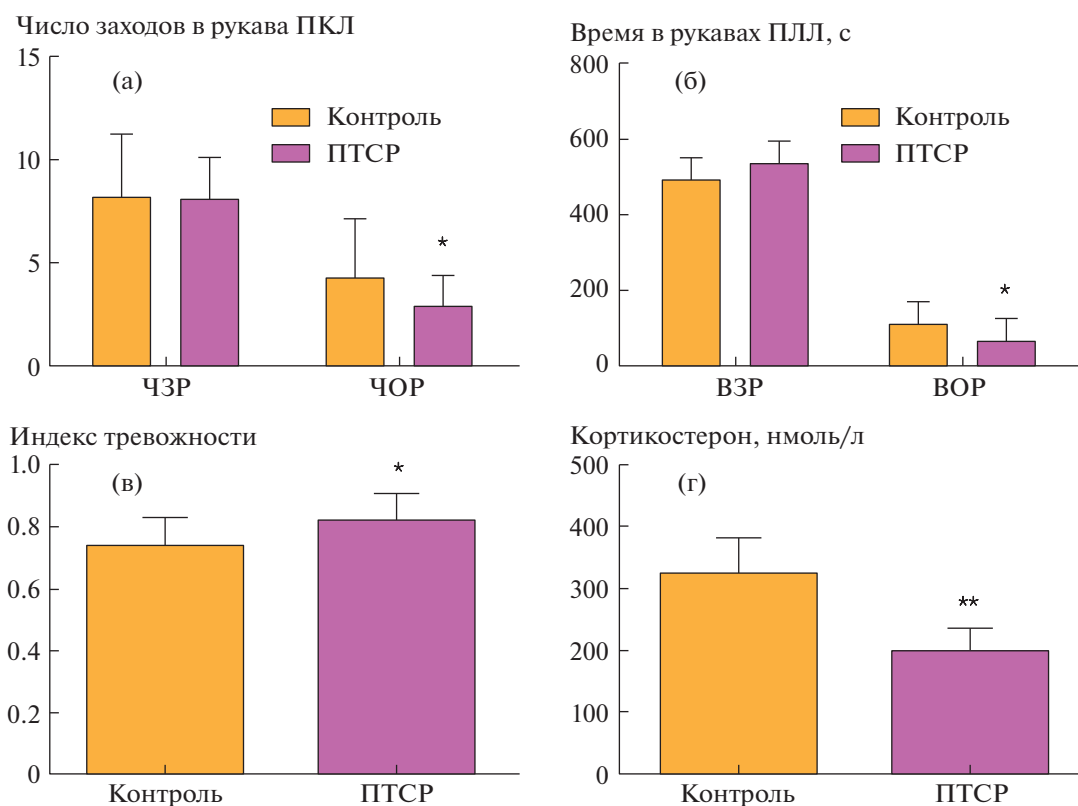 Число заходов в рукава ПКЛ
15
10
5
0
(а)
Контроль
ПТСР
*
ЧЗР
ЧОР
Время в рукавах ПЛЛ, с
800
600
400
200
0
(б)
Контроль
ПТСР
*
ВЗР
ВОР
Индекс тревожности
1.0
0.8
0.6
0.4
0.2
0
(в)
*
Контроль
ПТСР
Кортикостерон, нмоль/л
500
400
300
200
100
0
(г)
**
Контроль
ПТСР